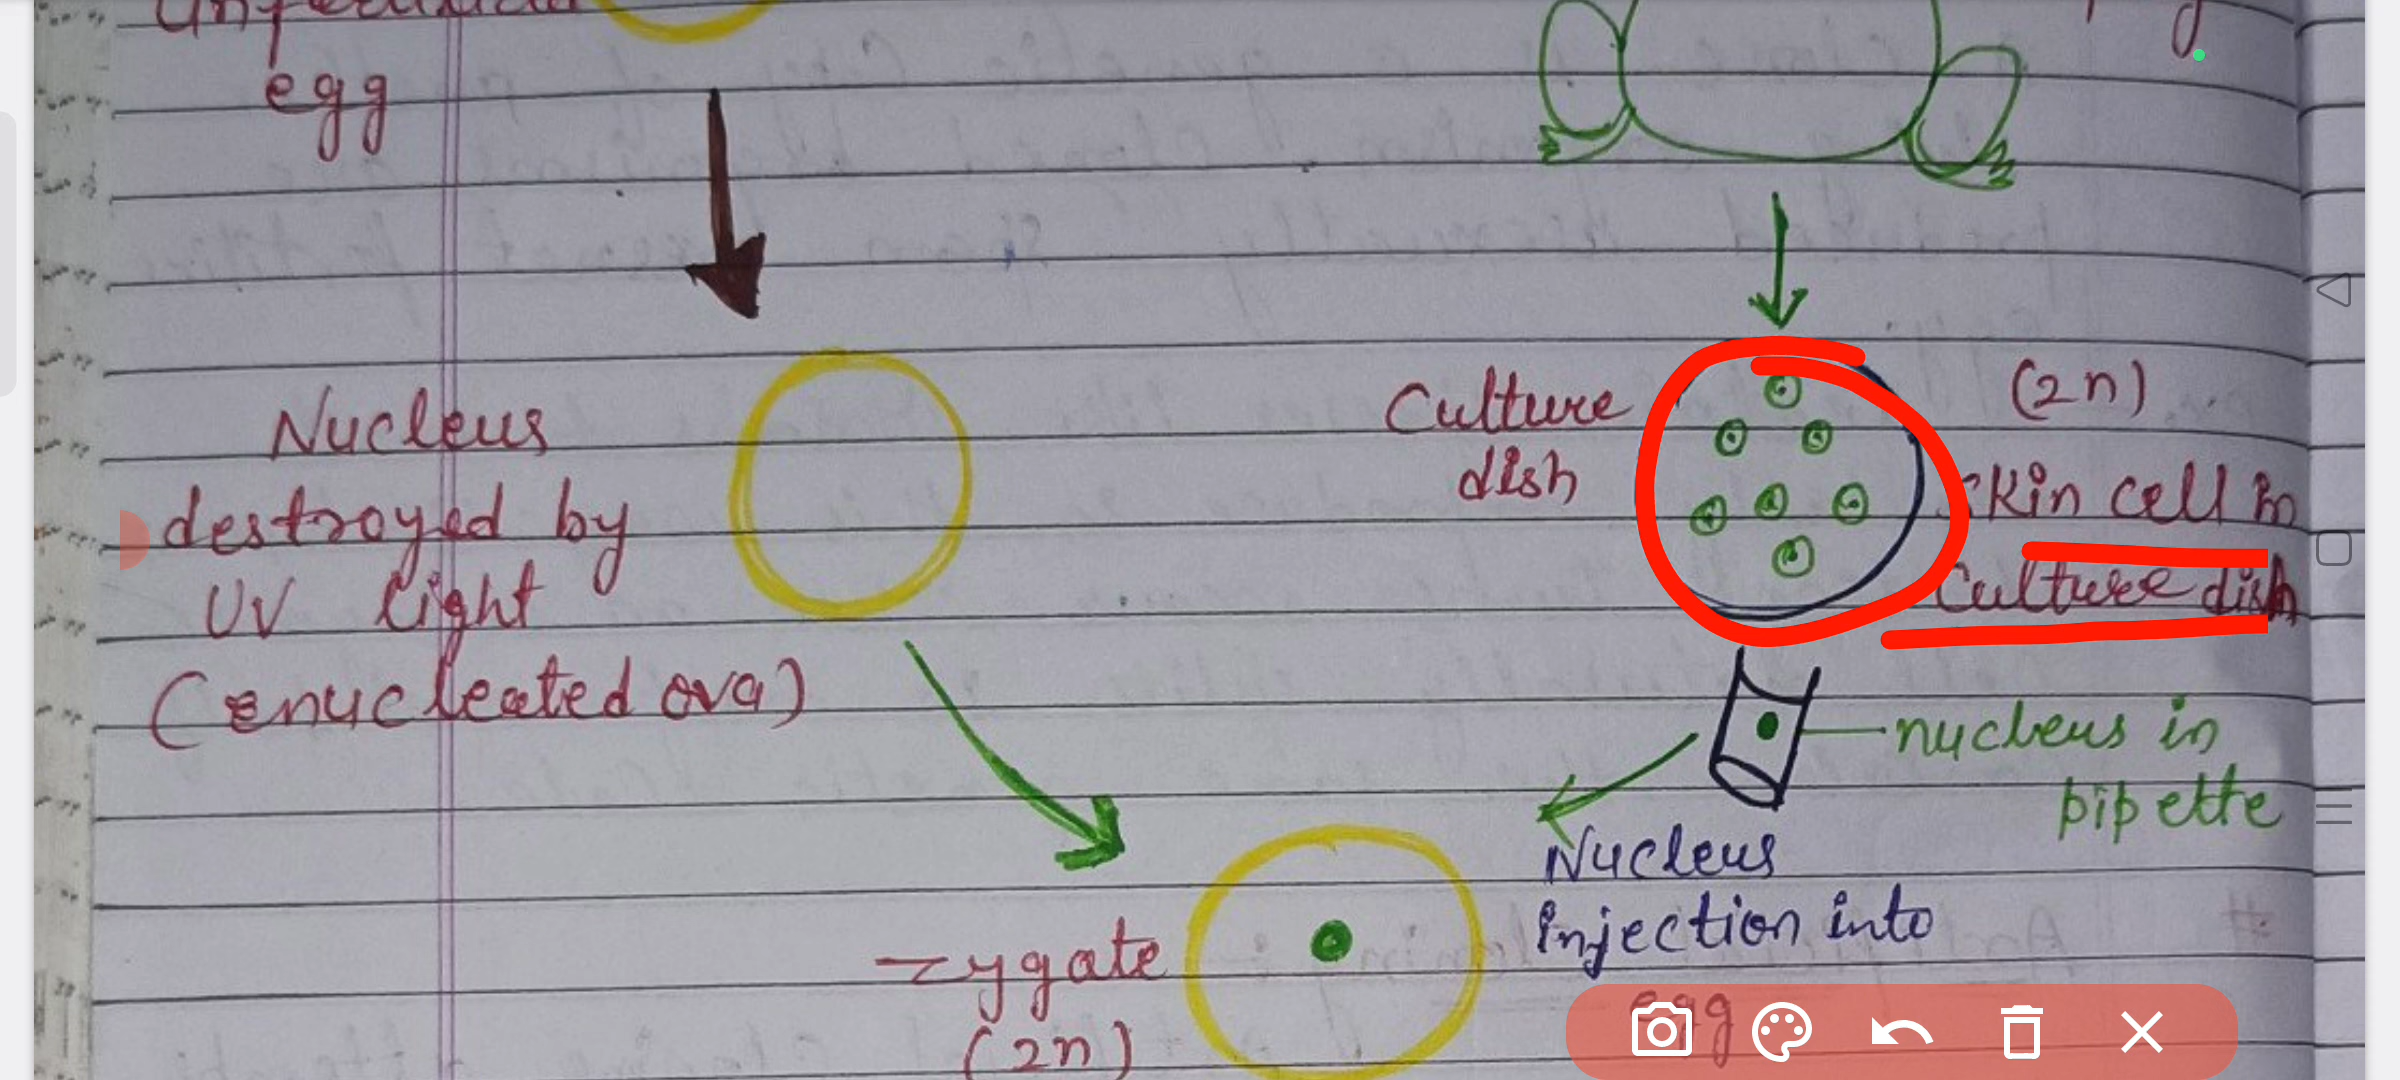 egg
Culture
dish
(2n)
skin cell in
Culture dish
Nucleus
destroyed by
UV light
(enucleated ova)
nucleus in
pipette
Nucleus
injection into
egg
zygate
(2n)